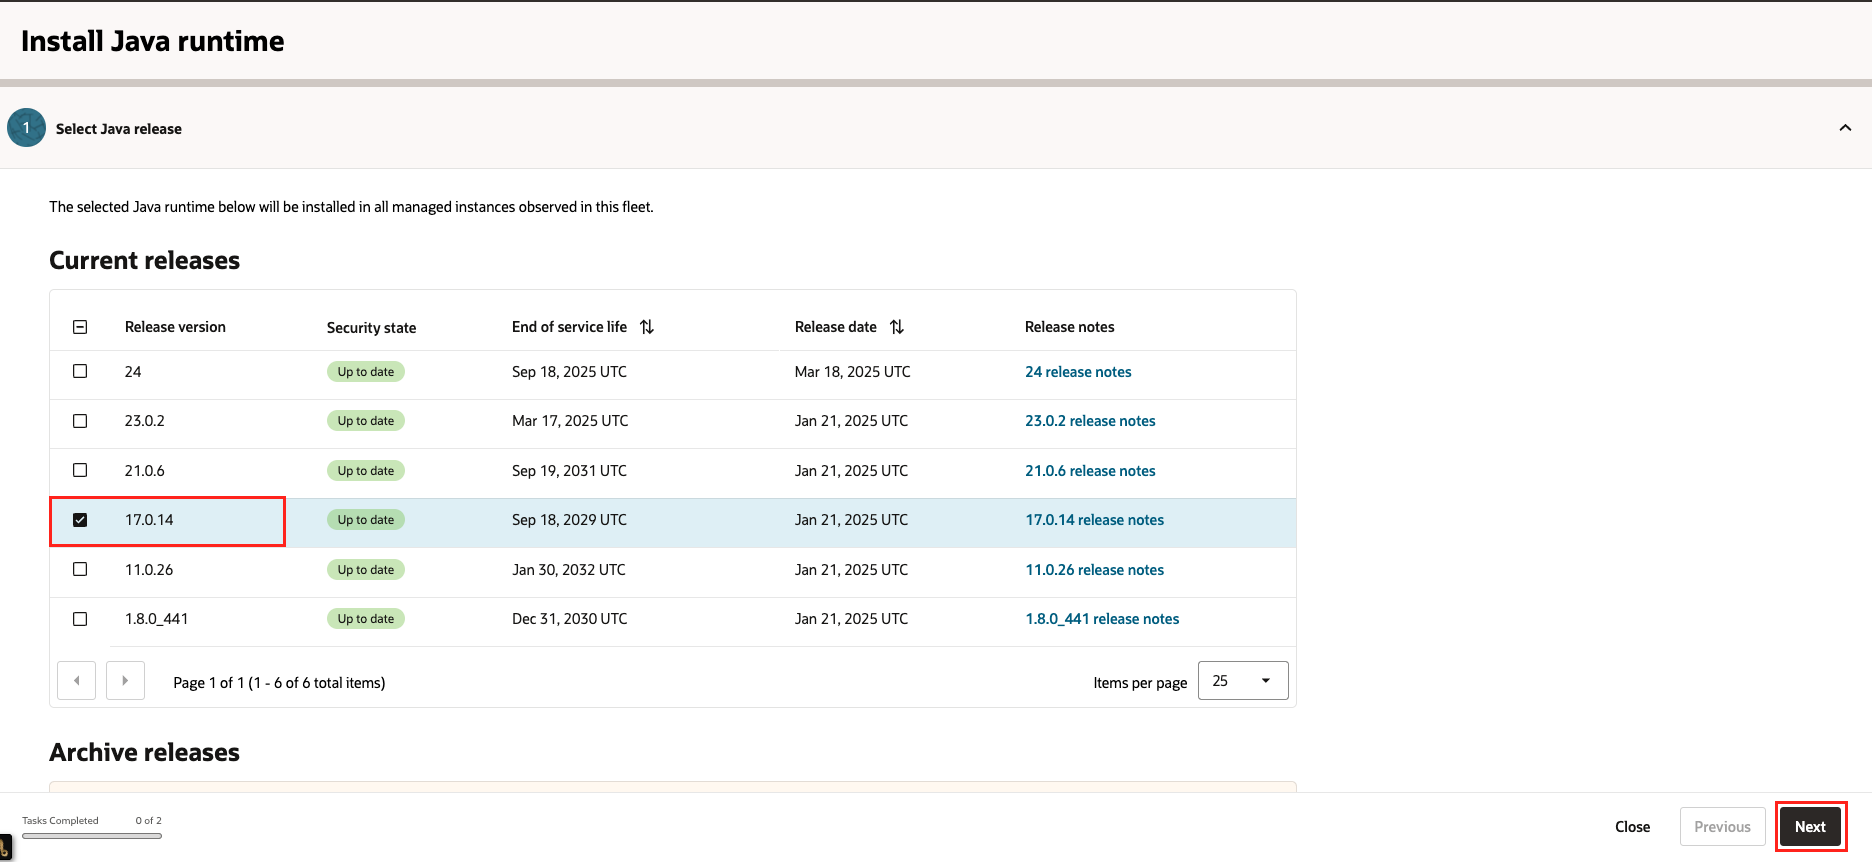 Install Java runtime
1 Select Java release
The selected Java runtime below will be installed in all managed instances observed in this fleet.
Current releases
Release version Security state End of service life Release date Release notes
24 Up to date Sep 18, 2025 UTC Mar 18, 2025 UTC 24 release notes
23.0.2 Up to date Mar 17, 2025 UTC Jan 21, 2025 UTC 23.0.2 release notes
21.0.6 Up to date Sep 19, 2031 UTC Jan 21, 2025 UTC 21.0.6 release notes
17.0.14 Up to date Sep 18, 2029 UTC Jan 21, 2025 UTC 17.0.14 release notes
11.0.26 Up to date Jan 30, 2032 UTC Jan 21, 2025 UTC 11.0.26 release notes
1.8.0_441 Up to date Dec 31, 2030 UTC Jan 21, 2025 UTC 1.8.0_441 release notes
Page 1 of 1 (1 - 6 of 6 total items) Items per page 25
Archive releases
Tasks Completed 0 of 2 Close Previous Next